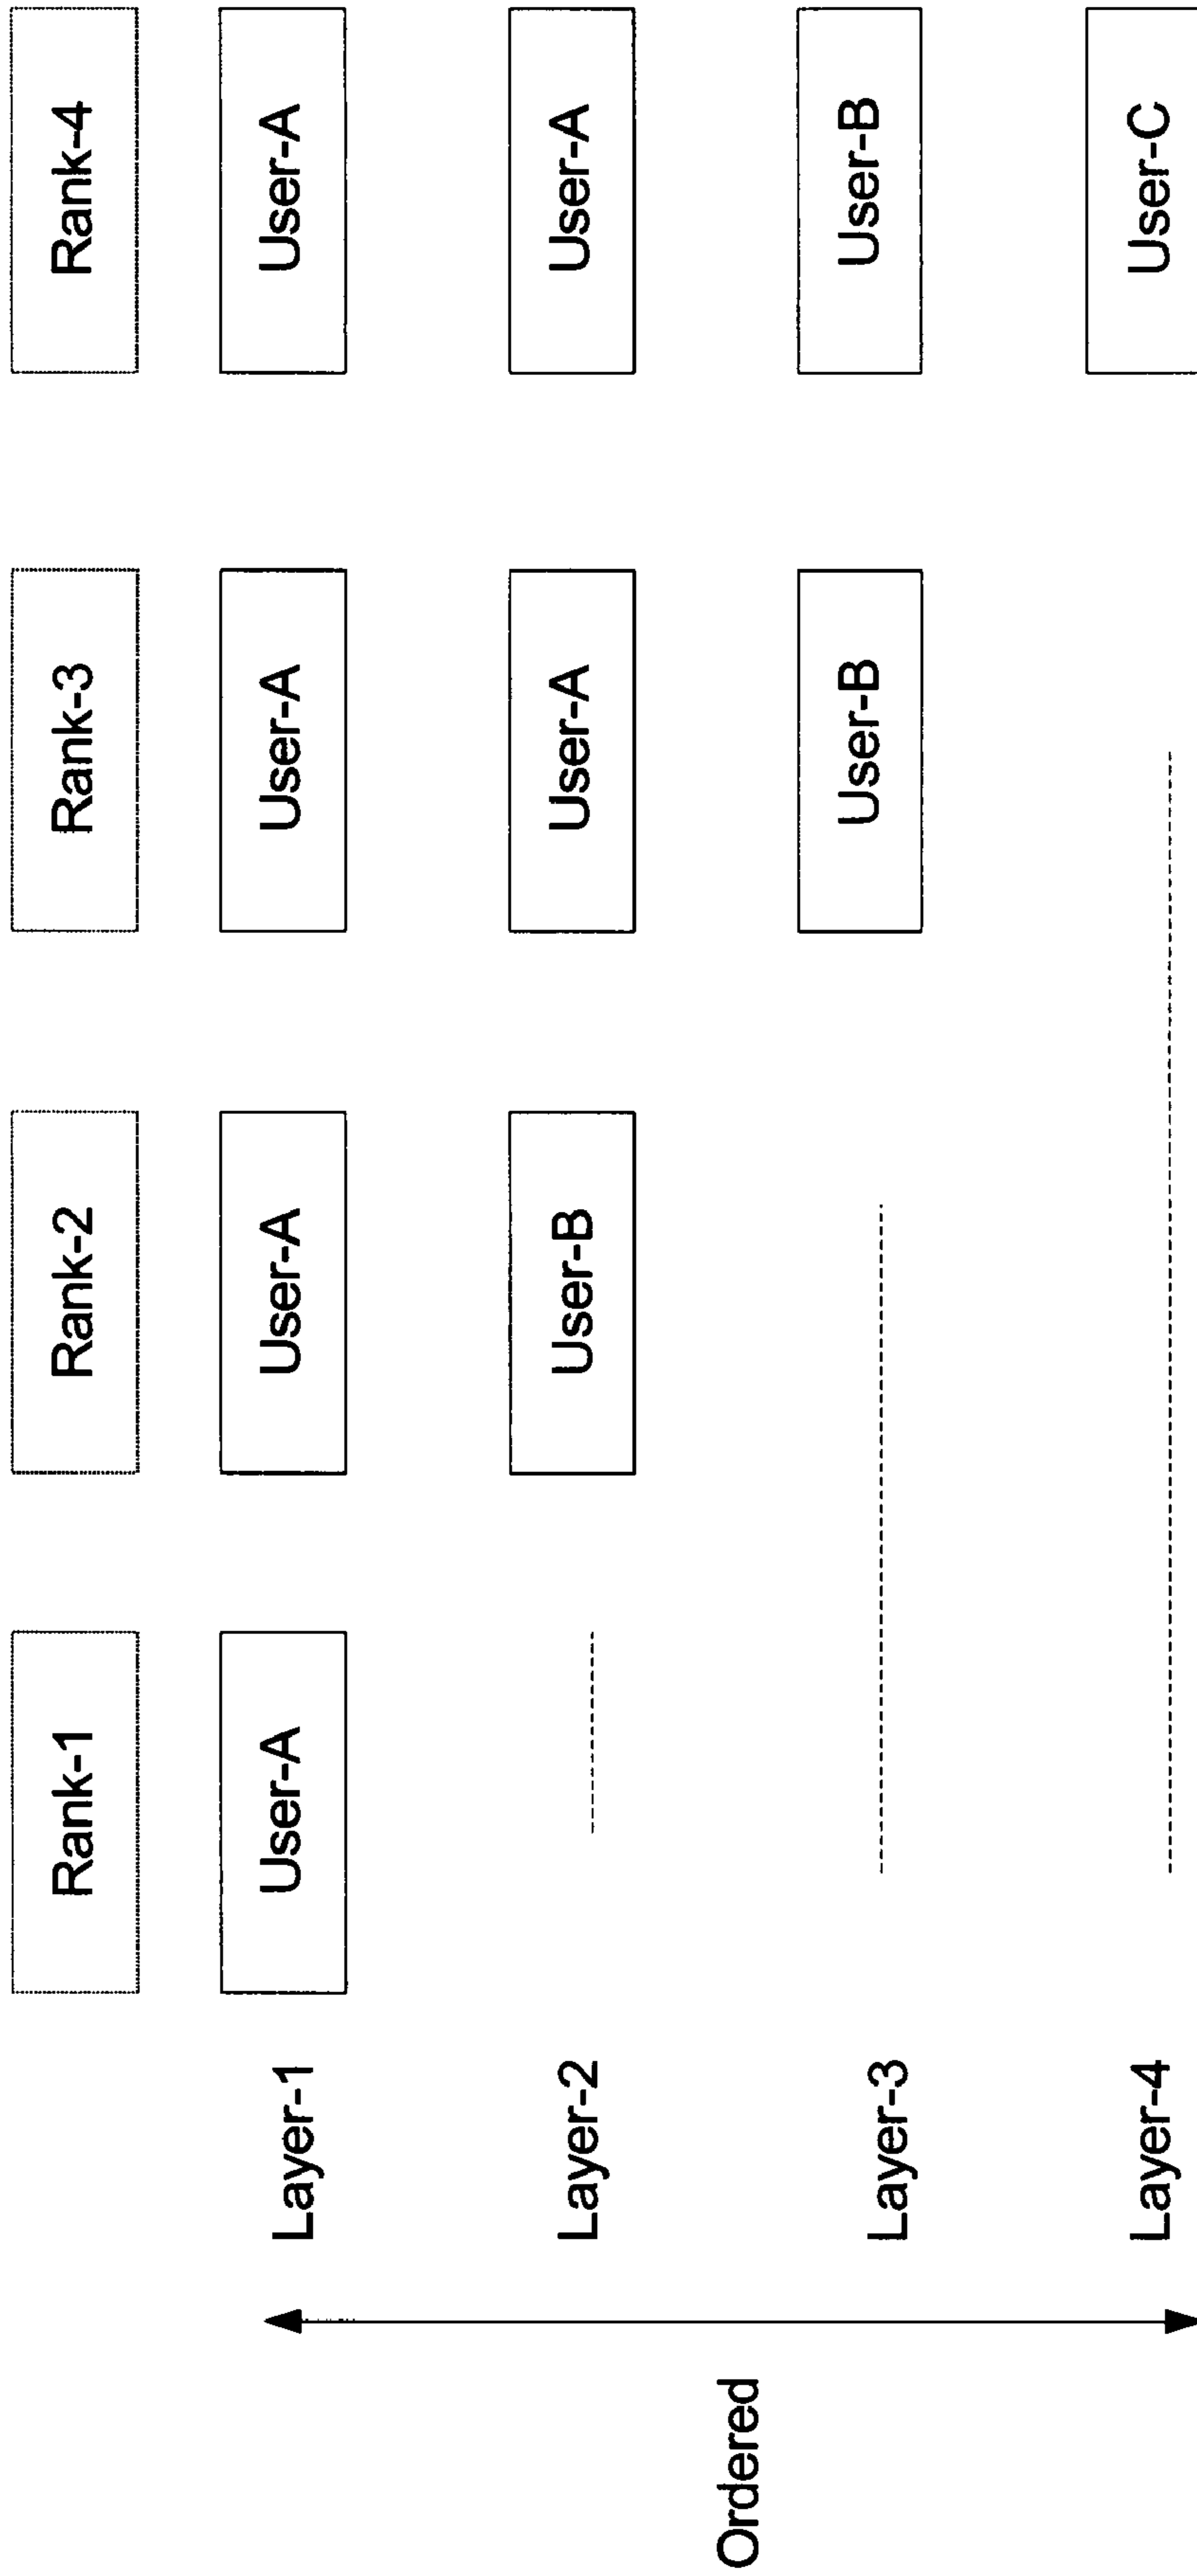 Rank-1 Rank-2 Rank-3 Rank-4
Layer-1 User-A User-A User-A User-A
Layer-2 User-B User-A User-A
Ordered
Layer-3 User-B User-B
Layer-4 User-C